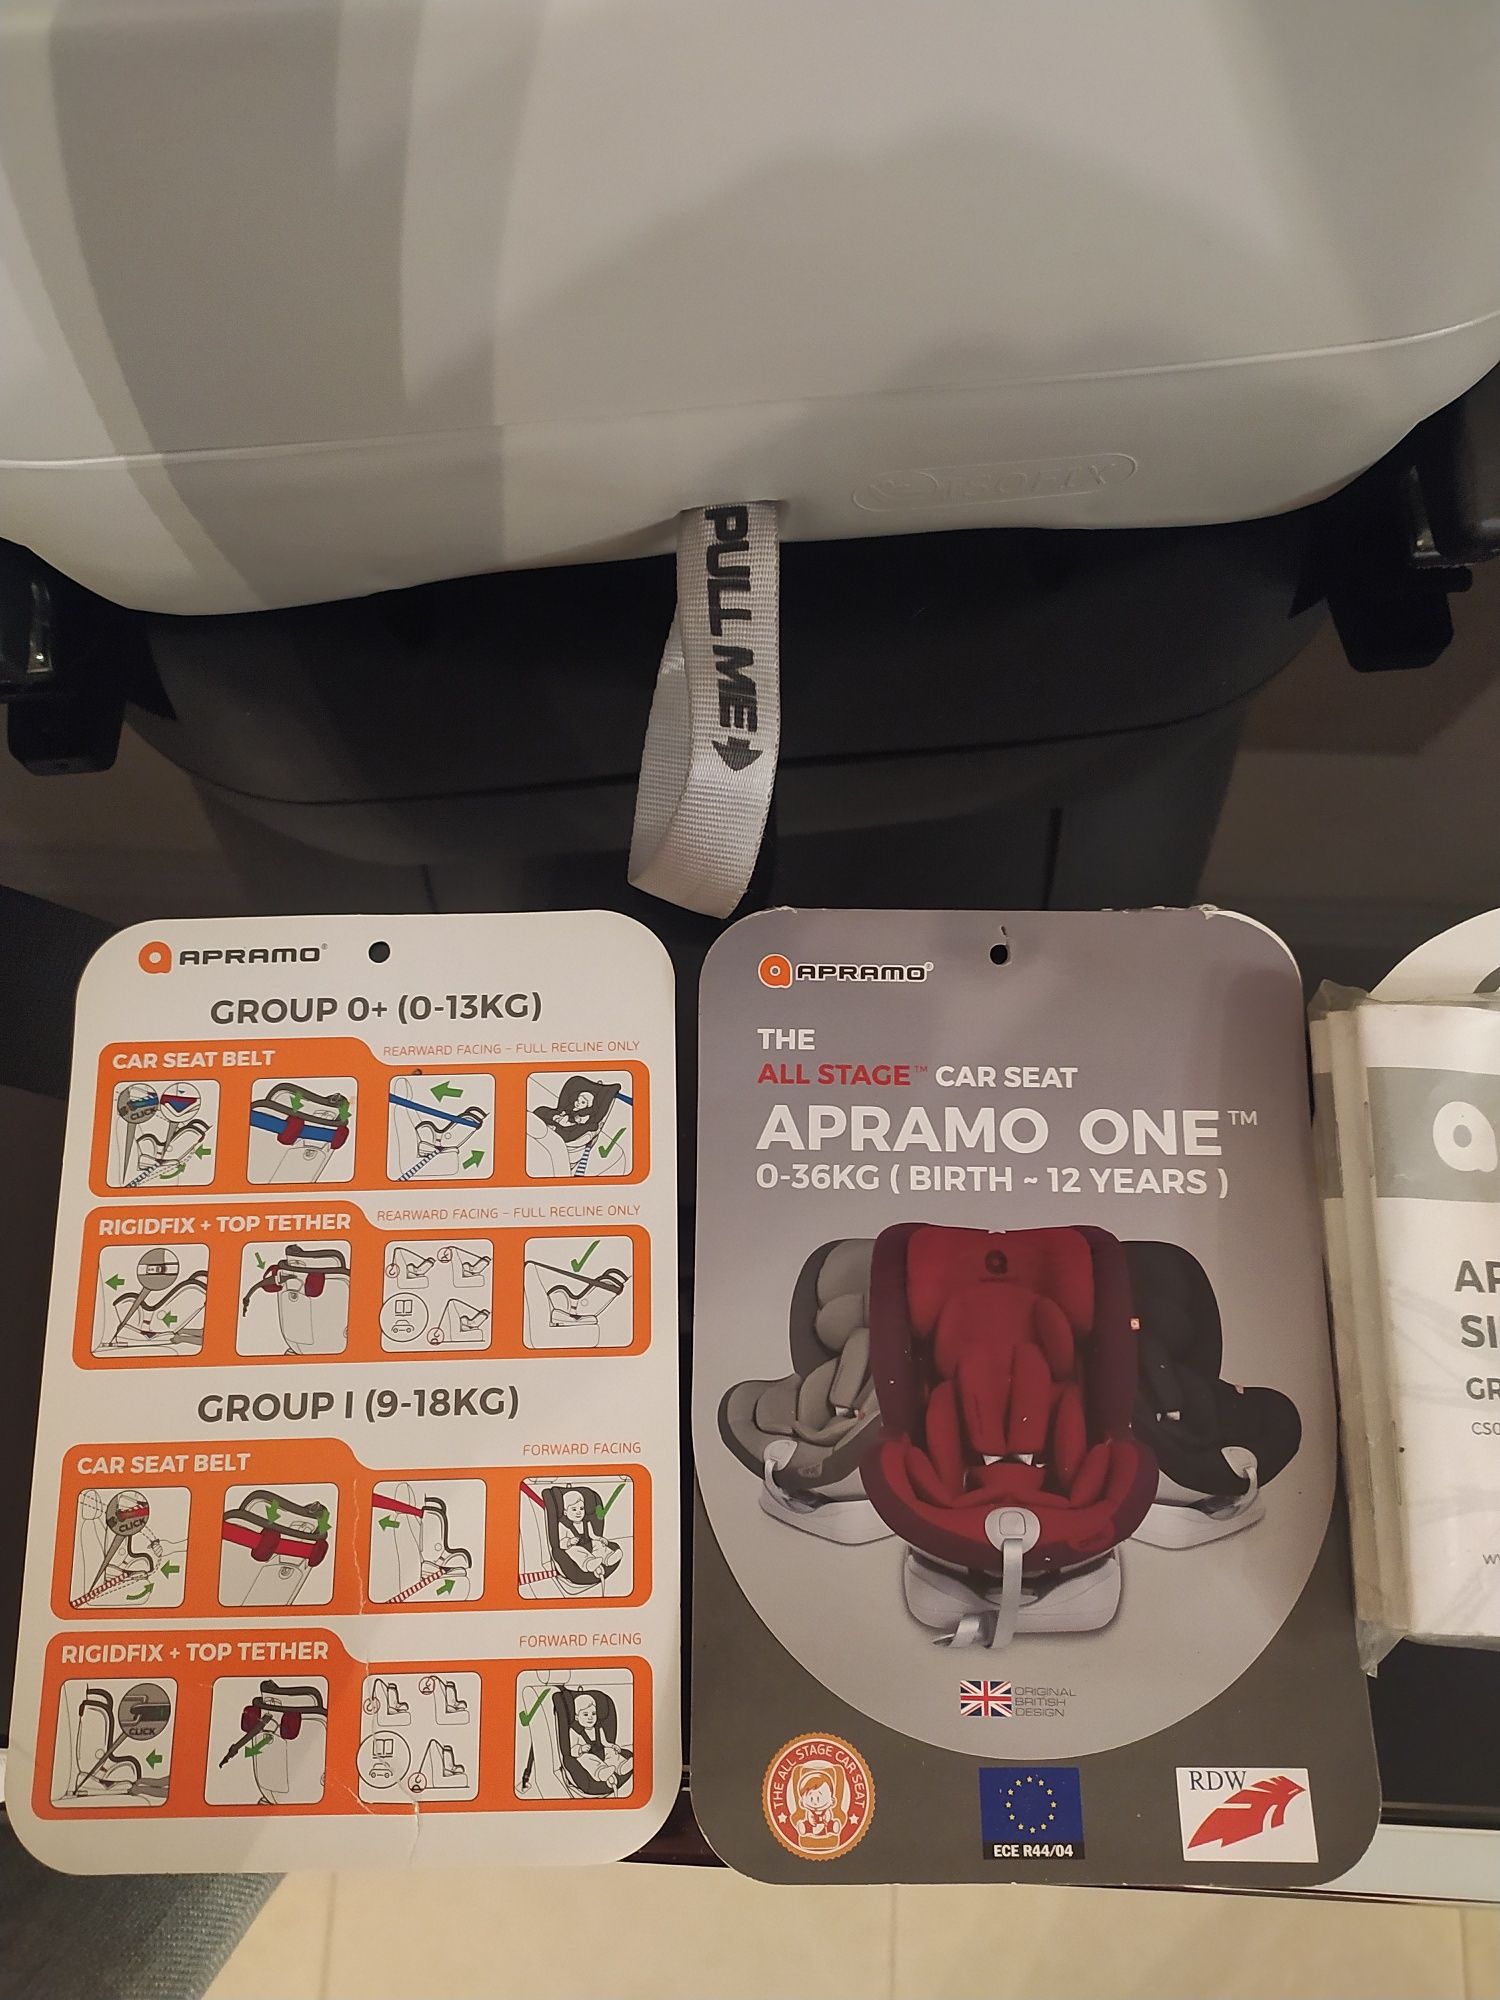 ISOFIX
PULL ME
APRAMO®
GROUP 0+ (0-13KG)
CAR SEAT BELT
REARWARD FACING – FULL RECLINE ONLY
CLICK
RIGIDFIX + TOP TETHER
REARWARD FACING – FULL RECLINE ONLY
GROUP I (9-18KG)
CAR SEAT BELT
FORWARD FACING
CLICK
RIGIDFIX + TOP TETHER
FORWARD FACING
CLICK
APRAMO®
THE
ALL STAGE™ CAR SEAT
APRAMO ONE™
0-36KG ( BIRTH ~ 12 YEARS )
ORIGINAL
BRITISH
DESIGN
THE ALL STAGE CAR SEAT
ECE R44/04
RDW
AP
SI
GR
CS0